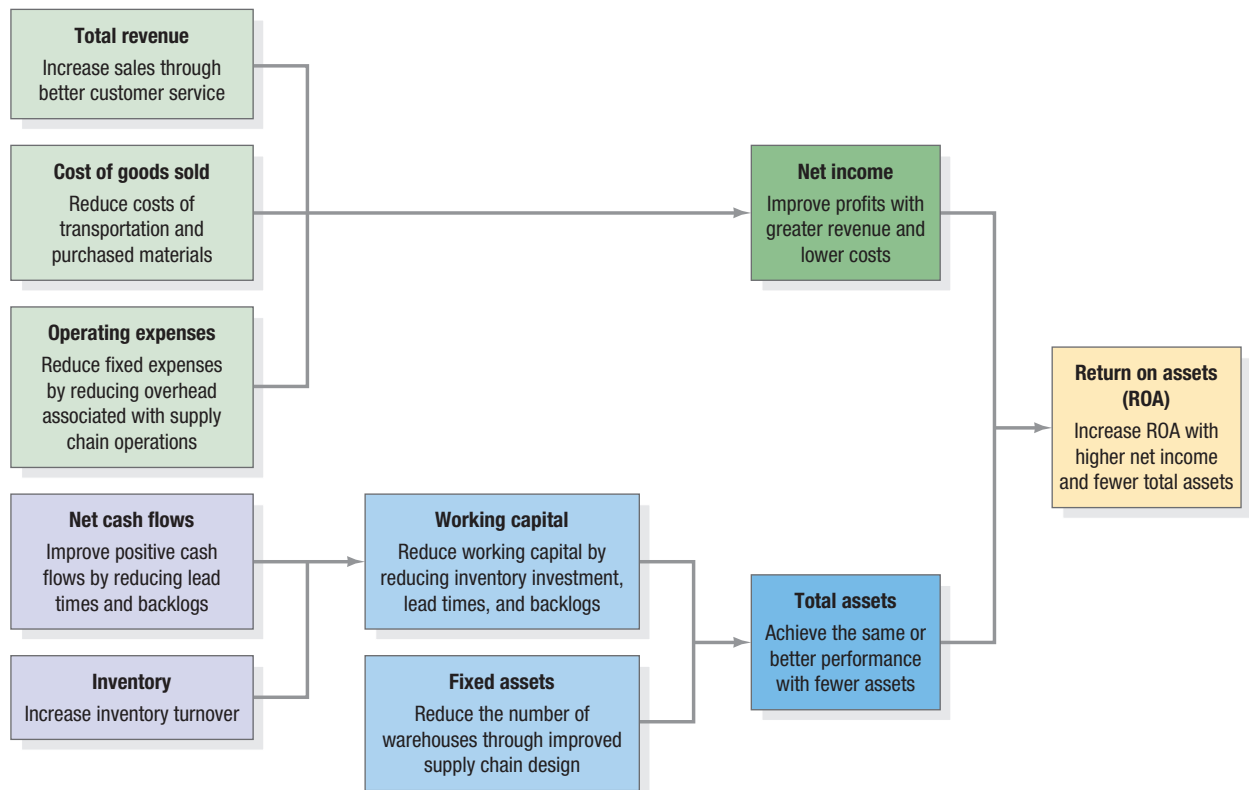 Total revenue
Increase sales through
better customer service
Cost of goods sold
Reduce costs of
transportation and
purchased materials
Operating expenses
Reduce fixed expenses
by reducing overhead
associated with supply
chain operations
Net cash flows
Improve positive cash
flows by reducing lead
times and backlogs
Inventory
Increase inventory turnover
Working capital
Reduce working capital by
reducing inventory investment,
lead times, and backlogs
Fixed assets
Reduce the number of
warehouses through improved
supply chain design
Net income
Improve profits with
greater revenue and
lower costs
Total assets
Achieve the same or
better performance
with fewer assets
Return on assets
(ROA)
Increase ROA with
higher net income
and fewer total assets